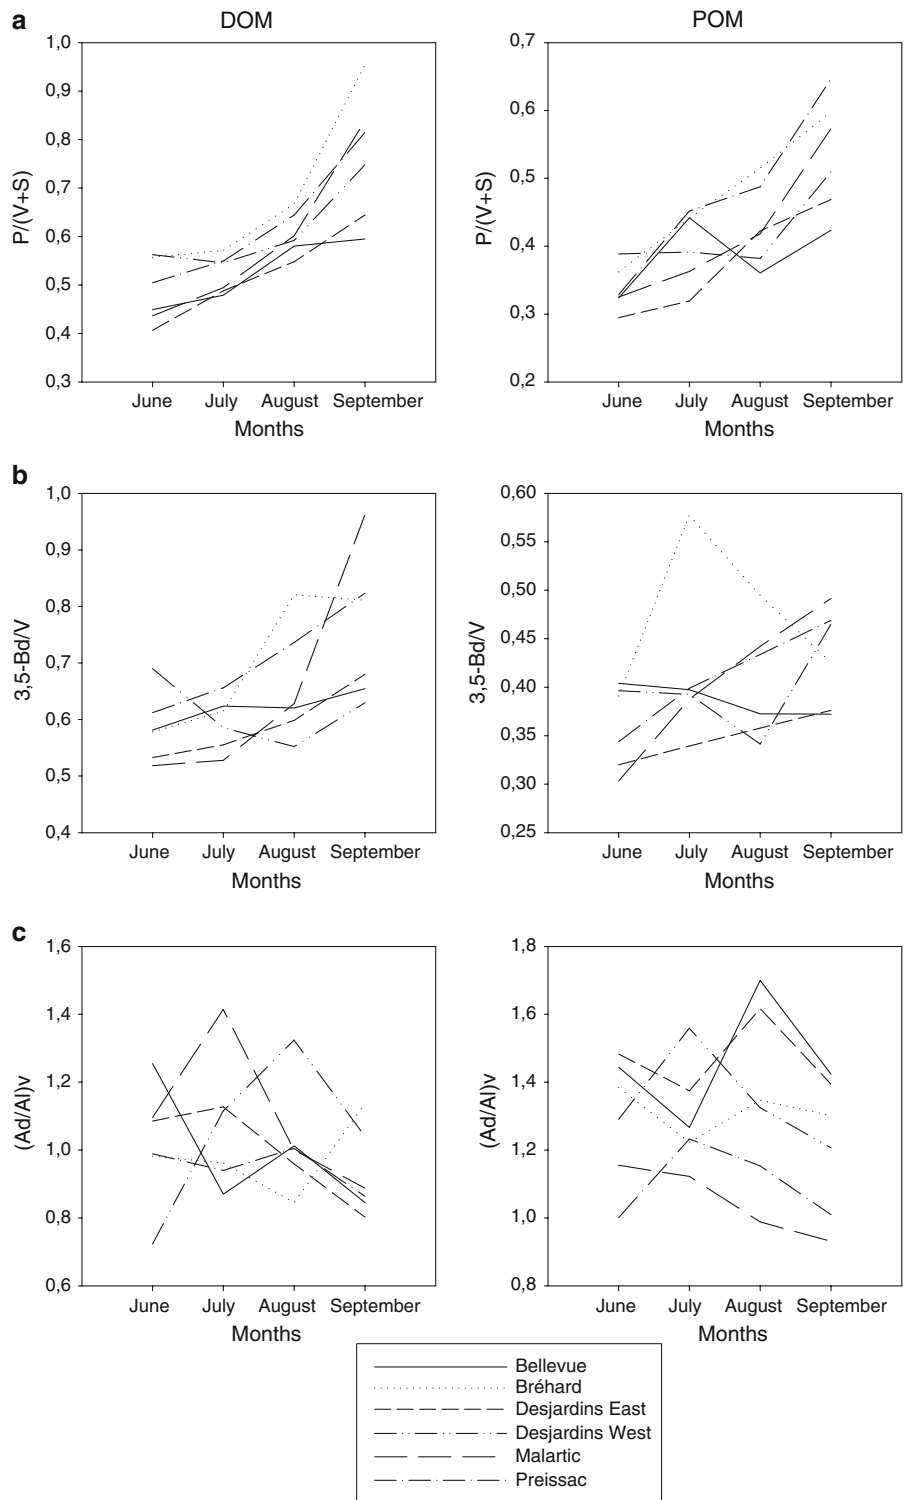 a
DOM
POM
1,0
0,9
0,8
0,7
0,6
0,5
0,4
0,3
P/(V+S)
June July August September
Months
0,7
0,6
0,5
0,4
0,3
0,2
P/(V+S)
June July August September
Months
b
1,0
0,9
0,8
0,7
0,6
0,5
0,4
3,5-Bd/V
June July August September
Months
0,60
0,55
0,50
0,45
0,40
0,35
0,30
0,25
3,5-Bd/V
June July August September
Months
c
1,6
1,4
1,2
1,0
0,8
0,6
(Ad/Al)v
June July August September
Months
1,8
1,6
1,4
1,2
1,0
0,8
(Ad/Al)v
June July August September
Months
Bellevue
Bréhard
Desjardins East
Desjardins West
Malartic
Preissac